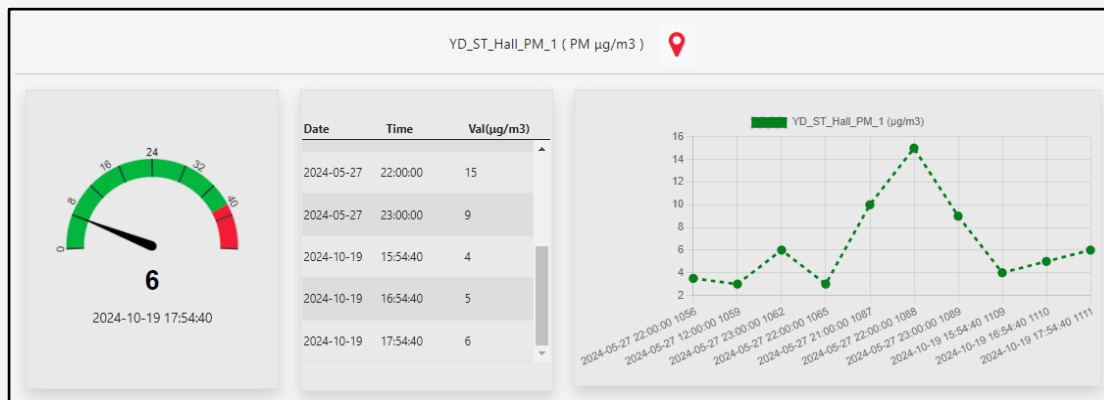 YD_ST_Hall_PM_1 ( PM µg/m3 )
0
8
16
24
32
40
6
2024-10-19 17:54:40
Date Time Val(µg/m3)
2024-05-27 22:00:00 15
2024-05-27 23:00:00 9
2024-10-19 15:54:40 4
2024-10-19 16:54:40 5
2024-10-19 17:54:40 6
YD_ST_Hall_PM_1 (µg/m3)
16
14
12
10
8
6
4
2
2024-05-27 22:00:00 1056
2024-05-27 12:00:00 1059
2024-05-27 23:00:00 1062
2024-05-27 22:00:00 1065
2024-05-27 21:00:00 1087
2024-05-27 22:00:00 1088
2024-05-27 23:00:00 1089
2024-10-19 15:54:40 1109
2024-10-19 16:54:40 1110
2024-10-19 17:54:40 1111